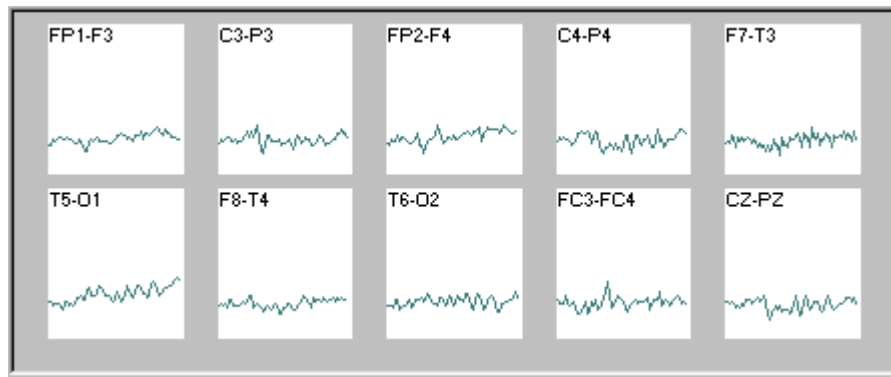 FP1-F3 C3-P3 FP2-F4 C4-P4 F7-T3
T5-O1 F8-T4 T6-O2 FC3-FC4 CZ-PZ